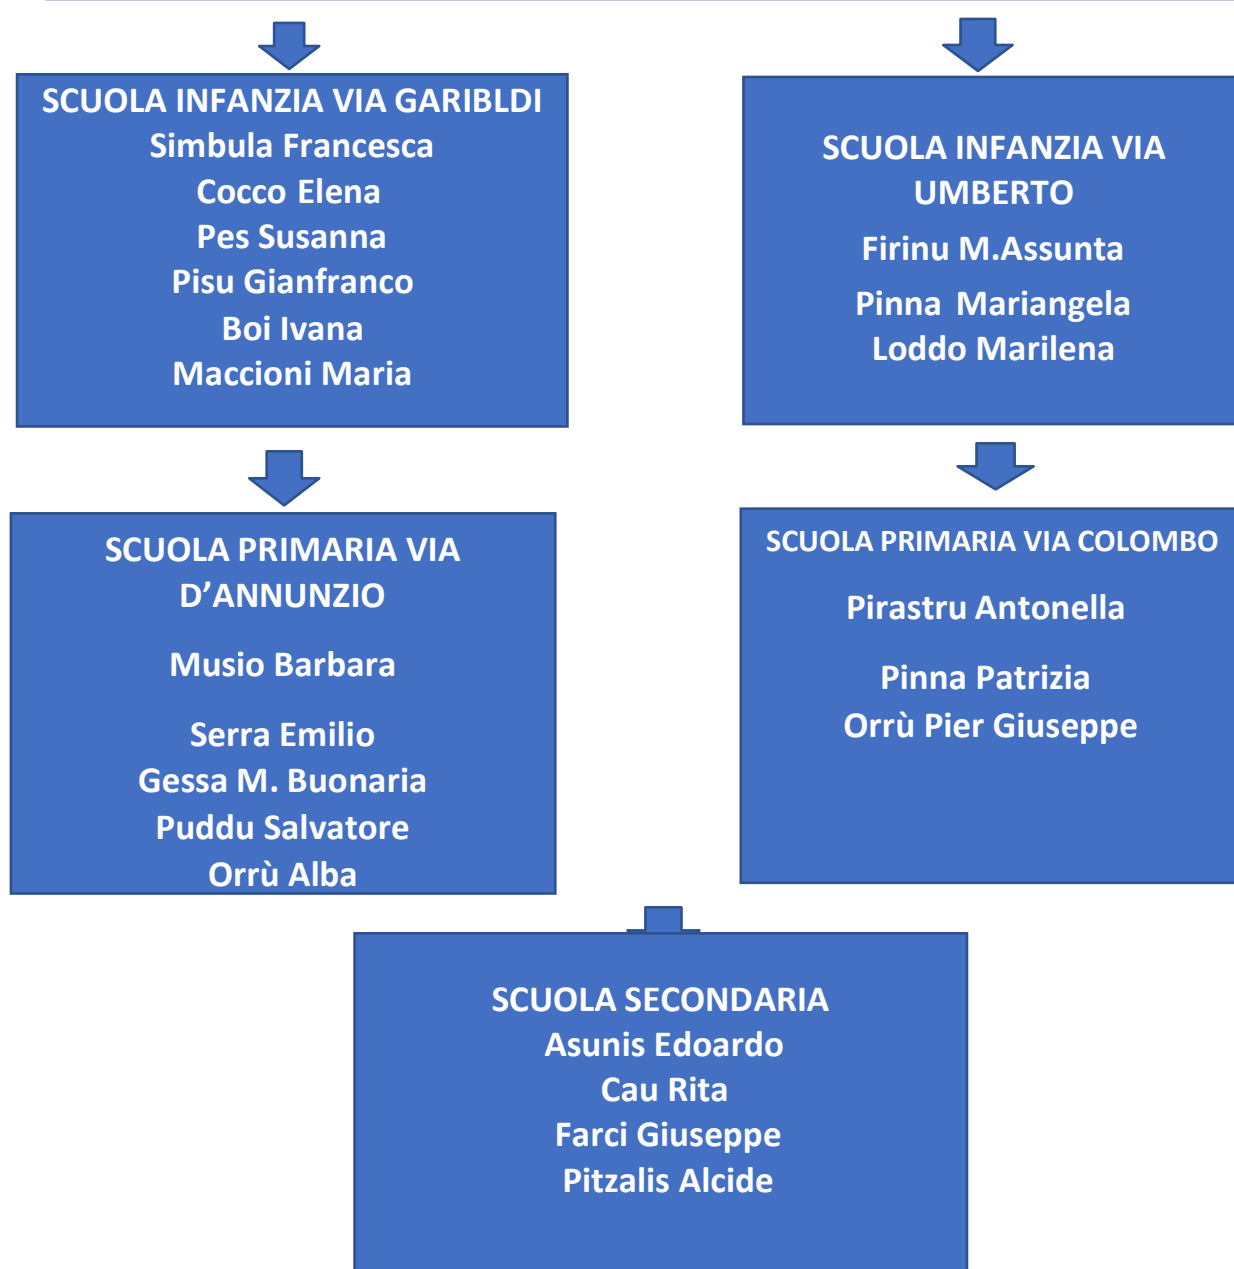 SCUOLA INFANZIA VIA GARIBLDI
Simbula Francesca
Cocco Elena
Pes Susanna
Pisu Gianfranco
Boi Ivana
Maccioni Maria
SCUOLA INFANZIA VIA
UMBERTO
Firinu M.Assunta
Pinna Mariangela
Loddo Marilena
SCUOLA PRIMARIA VIA
D’ANNUNZIO
Musio Barbara
Serra Emilio
Gessa M. Buonaria
Puddu Salvatore
Orrù Alba
SCUOLA PRIMARIA VIA COLOMBO
Pirastru Antonella
Pinna Patrizia
Orrù Pier Giuseppe
SCUOLA SECONDARIA
Asunis Edoardo
Cau Rita
Farci Giuseppe
Pitzalis Alcide